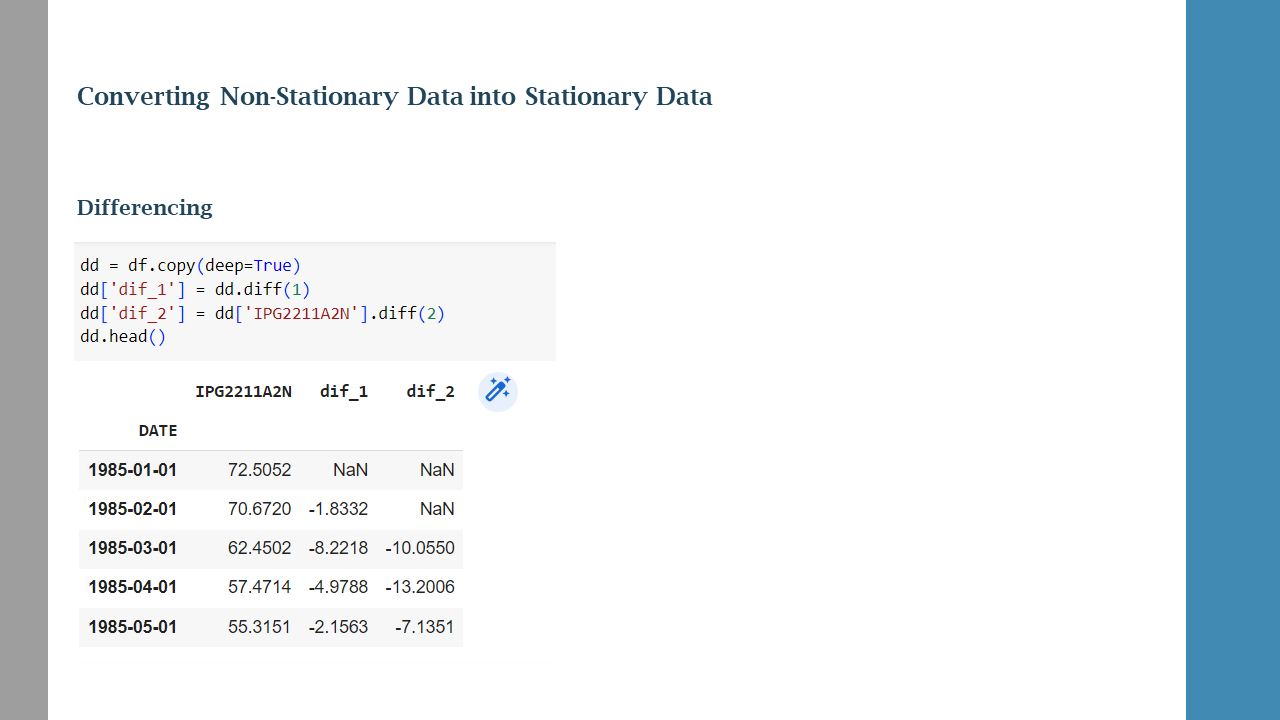 Converting Non-Stationary Data into Stationary Data
Differencing
dd = df.copy(deep=True)
dd['dif_1'] = dd.diff(1)
dd['dif_2'] = dd['IPG2211A2N'].diff(2)
dd.head()
IPG2211A2N dif_1 dif_2
DATE
1985-01-01 72.5052 NaN NaN
1985-02-01 70.6720 -1.8332 NaN
1985-03-01 62.4502 -8.2218 -10.0550
1985-04-01 57.4714 -4.9788 -13.2006
1985-05-01 55.3151 -2.1563 -7.1351